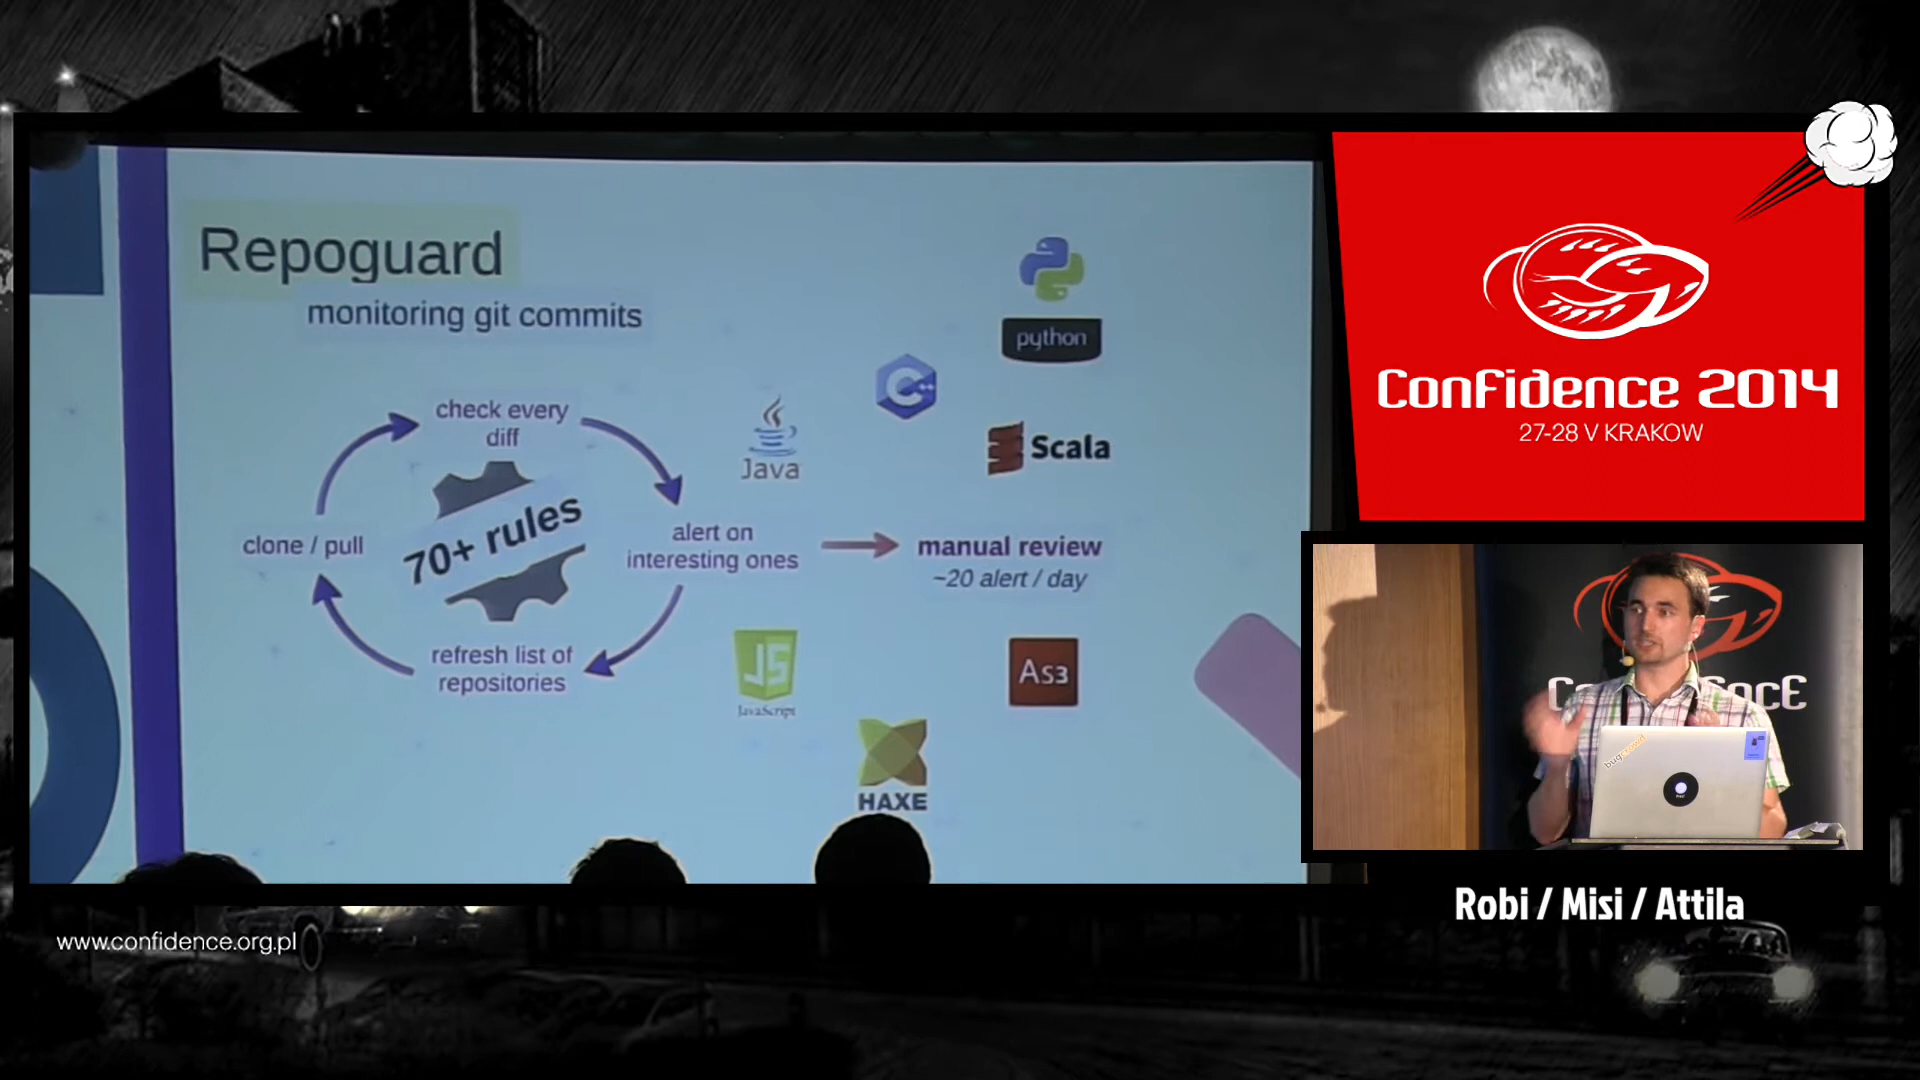 Repoguard
monitoring git commits
check every
diff
clone / pull
70+ rules
alert on
interesting ones
refresh list of
repositories
manual review
~20 alert / day
python
C++
Java
Scala
JS
JavaScript
As3
HAXE
ConFidence 2014
27-28 V KRAKOW
bugcrowd
Robi / Misi / Attila
www.confidence.org.pl